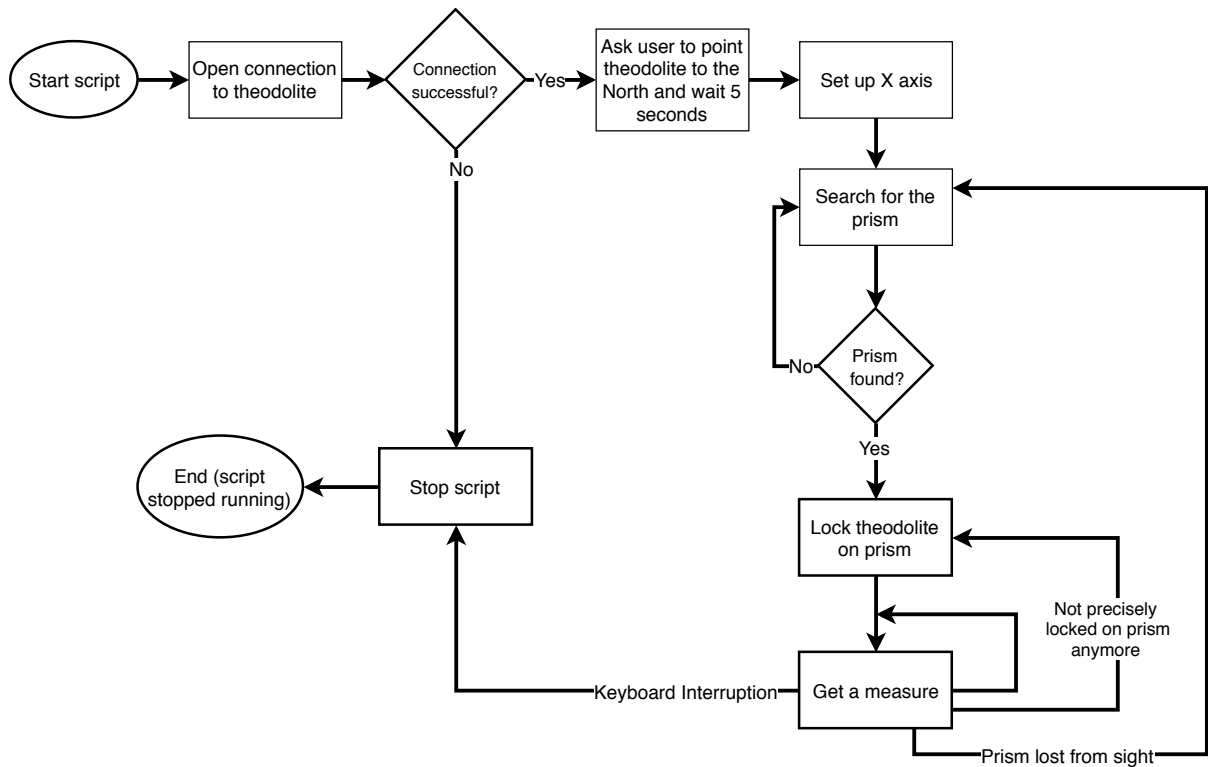 Start script
Open connection
to theodolite
Connection
successful?
Yes
Ask user to point
theodolite to the
North and wait 5
seconds
Set up X axis
No
Search for the
prism
No
Prism
found?
Yes
End (script
stopped running)
Stop script
Lock theodolite
on prism
Not precisely
locked on prism
anymore
Keyboard Interruption
Get a measure
Prism lost from sight